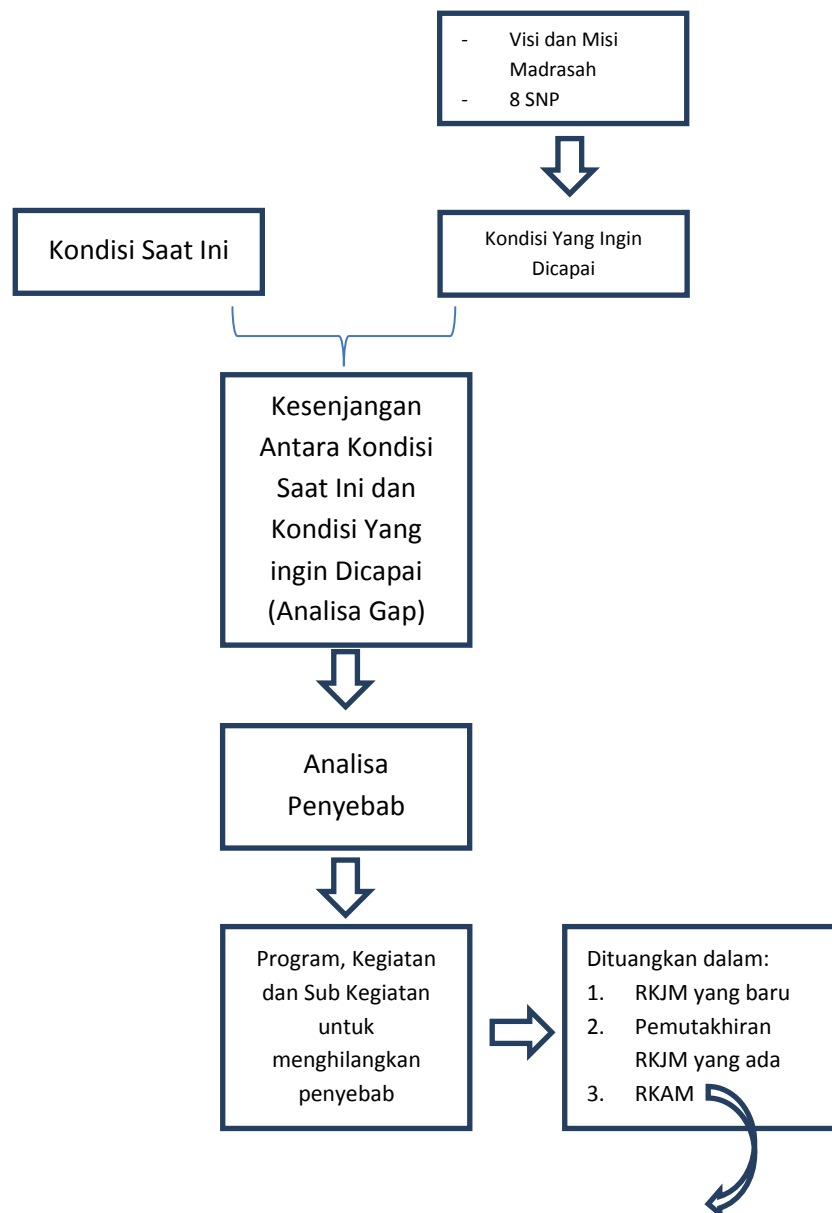 - Visi dan Misi
Madrasah
- 8 SNP
Kondisi Saat Ini
Kondisi Yang Ingin
Dicapai
Kesenjangan
Antara Kondisi
Saat Ini dan
Kondisi Yang
ingin Dicapai
(Analisa Gap)
Analisa
Penyebab
Program, Kegiatan
dan Sub Kegiatan
untuk
menghilangkan
penyebab
Dituangkan dalam:
1. RKJM yang baru
2. Pemutakhiran
RKJM yang ada
3. RKAM